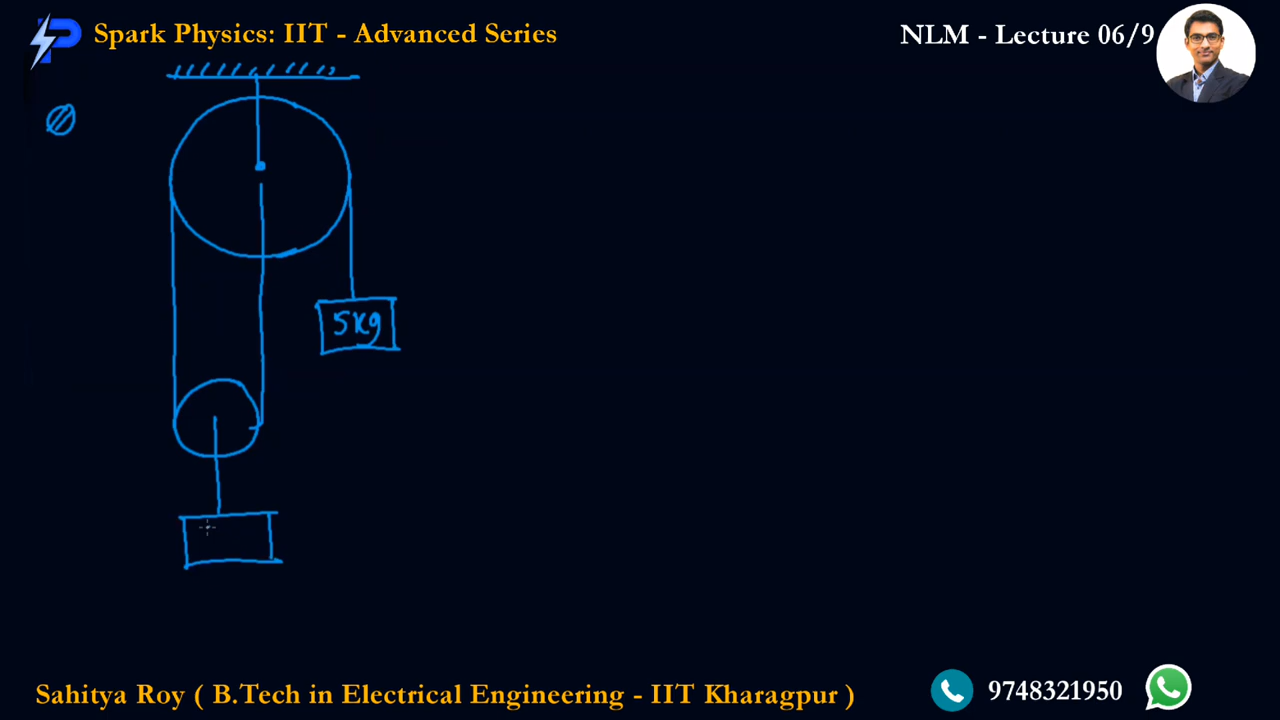 Spark Physics: IIT - Advanced Series
NLM - Lecture 06/9
5kg
Sahitya Roy ( B.Tech in Electrical Engineering - IIT Kharagpur )
9748321950